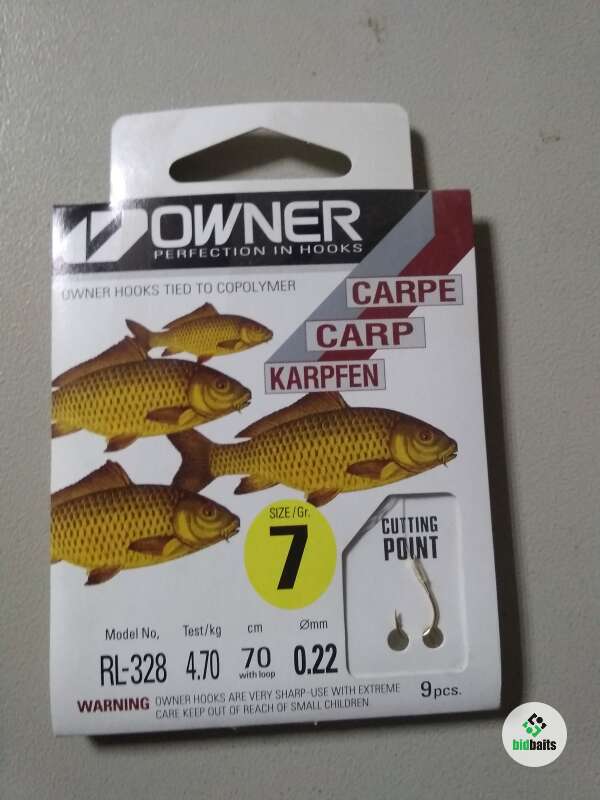 OWNER
PERFECTION IN HOOKS
OWNER HOOKS TIED TO COPOLYMER
CARPE
CARP
KARPFEN
SIZE/Gr.
7
CUTTING
POINT
Model No, Test/kg cm Ømm
RL-328 4.70 70 0.22
with loop
WARNING OWNER HOOKS ARE VERY SHARP-USE WITH EXTREME
CARE KEEP OUT OF REACH OF SMALL CHILDREN
9pcs.
bidbaits